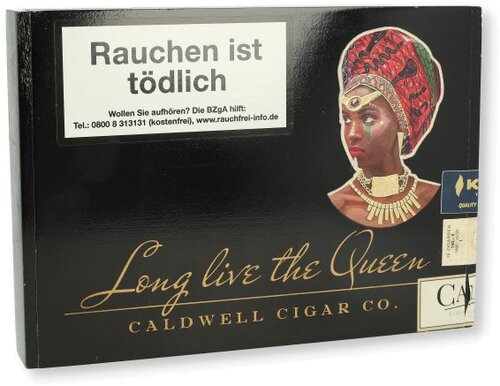 Rauchen ist
tödlich
Wollen Sie aufhören? Die BZgA hilft:
Tel.: 0800 8 313131 (kostenfrei), www.rauchfrei-info.de
QUALITY
Long live the Queen
CALDWELL CIGAR CO.